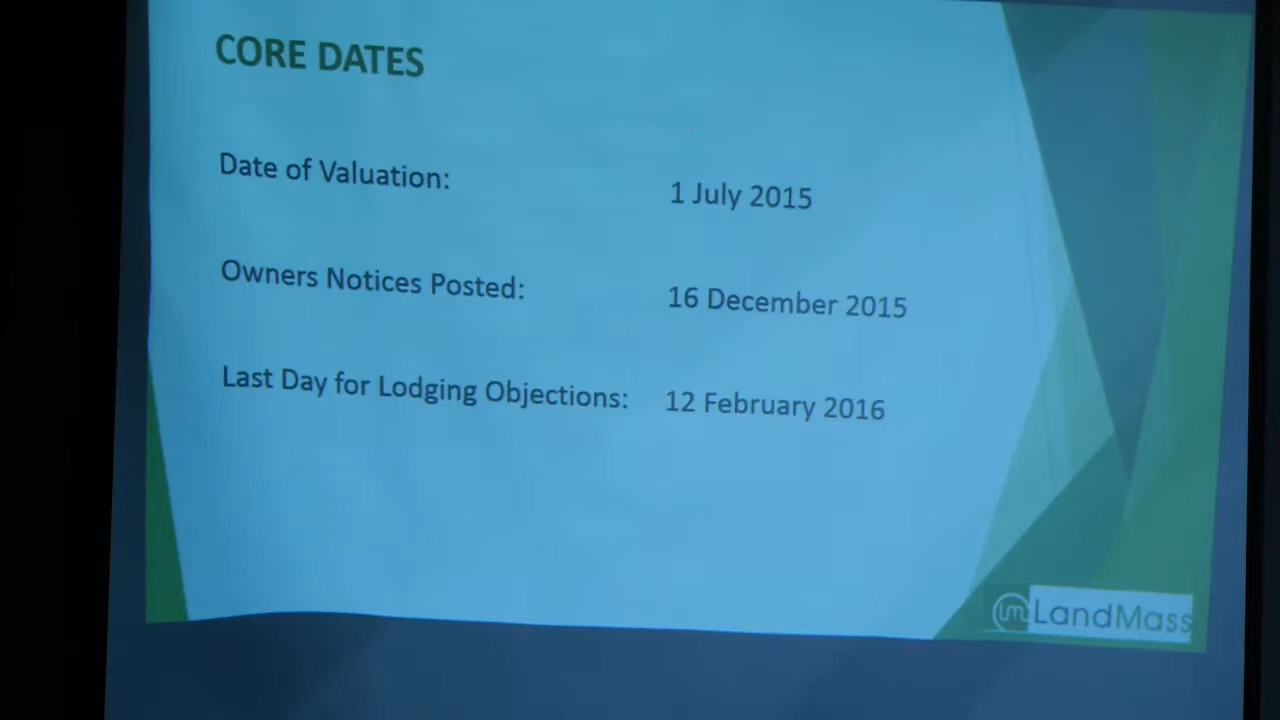 CORE DATES
Date of Valuation: 1 July 2015
Owners Notices Posted: 16 December 2015
Last Day for Lodging Objections: 12 February 2016
lm LandMass